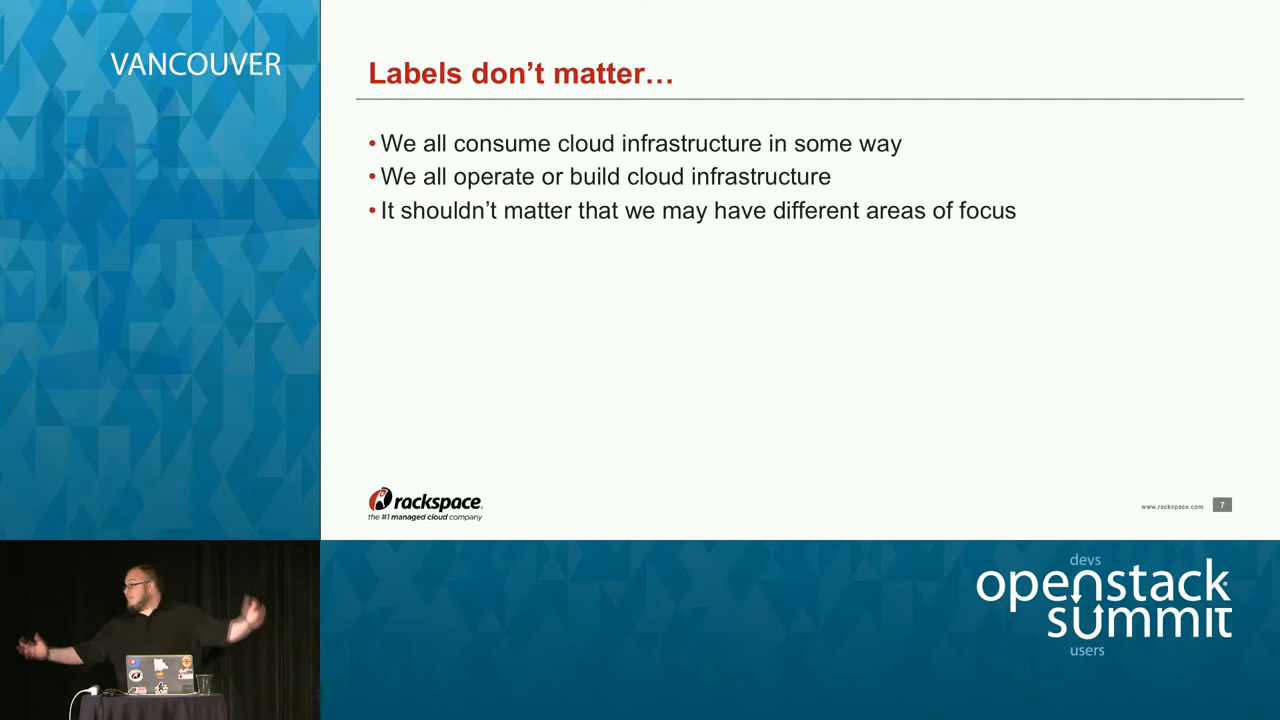 VANCOUVER
Labels don't matter…
• We all consume cloud infrastructure in some way
• We all operate or build cloud infrastructure
• It shouldn't matter that we may have different areas of focus
rackspace
the #1 managed cloud company
www.rackspace.com 7
devs
openstack
summit
users